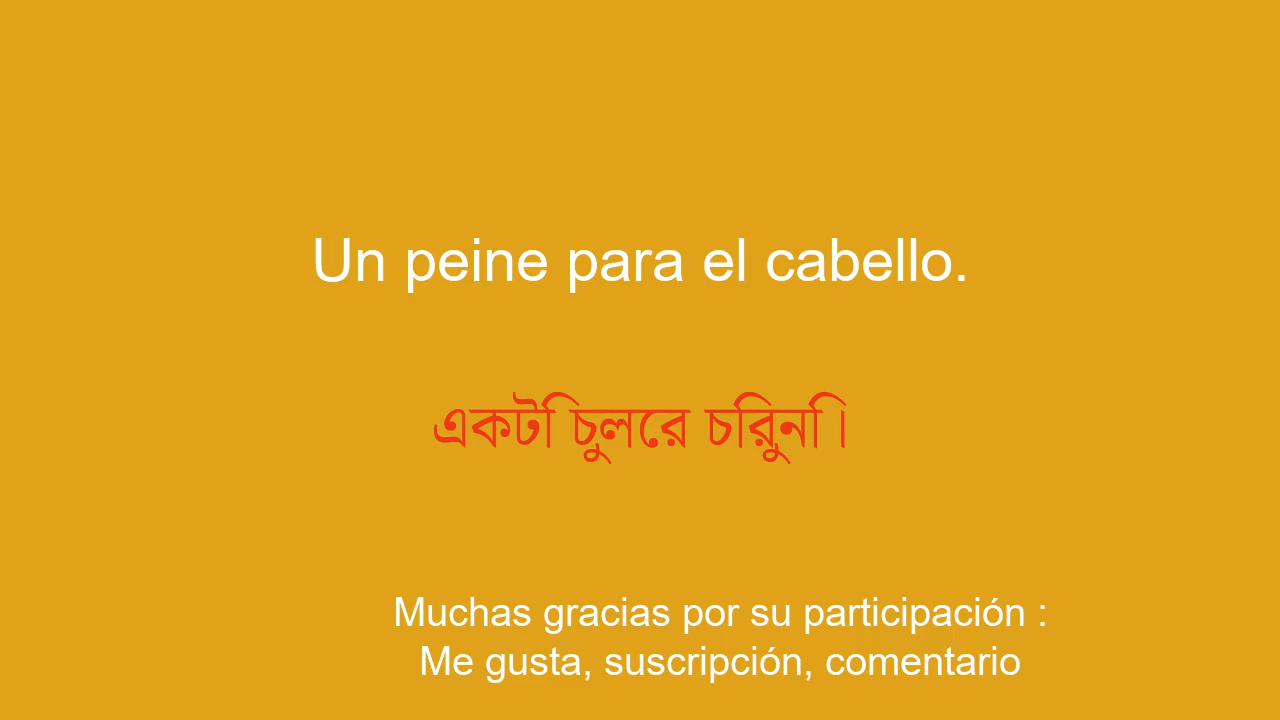 Un peine para el cabello.
একটি চুলের চিরুনি।
Muchas gracias por su participación :
Me gusta, suscripción, comentario